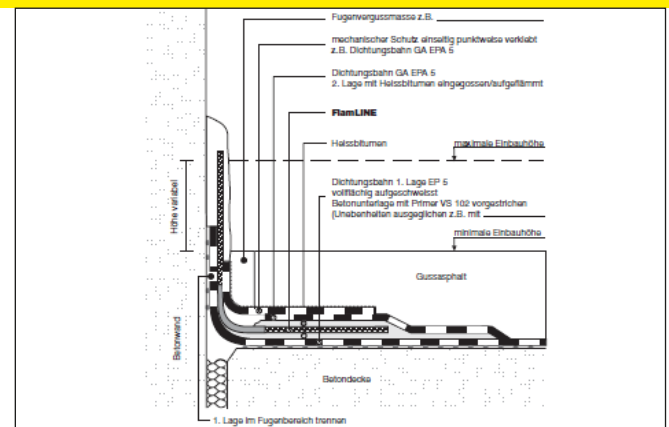 Fugenvergussmasse z.B.
mechanischer Schutz einseitig punktweise verklebt
z.B. Dichtungsbahn GA EPA 5
Dichtungsbahn GA EPA 5
2. Lage mit Heissbitumen eingegossen/aufgeflämmt
FlamLINE
Heissbitumen
maximale Einbauhöhe
Dichtungsbahn 1. Lage EP 5
vollflächig aufgeschweisst
Betonunterlage mit Primer VS 102 vorgestrichen
(Unebenheiten ausgeglichen z.B. mit
minimale Einbauhöhe
Höhe variabel
Gussasphalt
Betonwand
Betondecke
1. Lage im Fugenbereich trennen